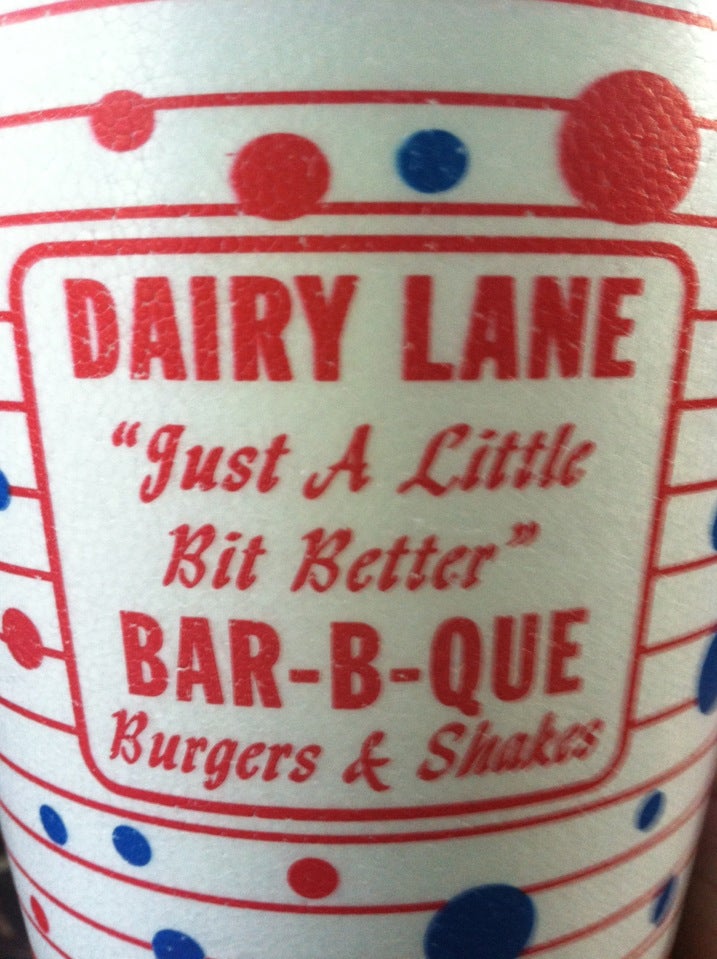 DAIRY LANE
"Just A Little
Bit Better"
BAR-B-QUE
Burgers & Shakes